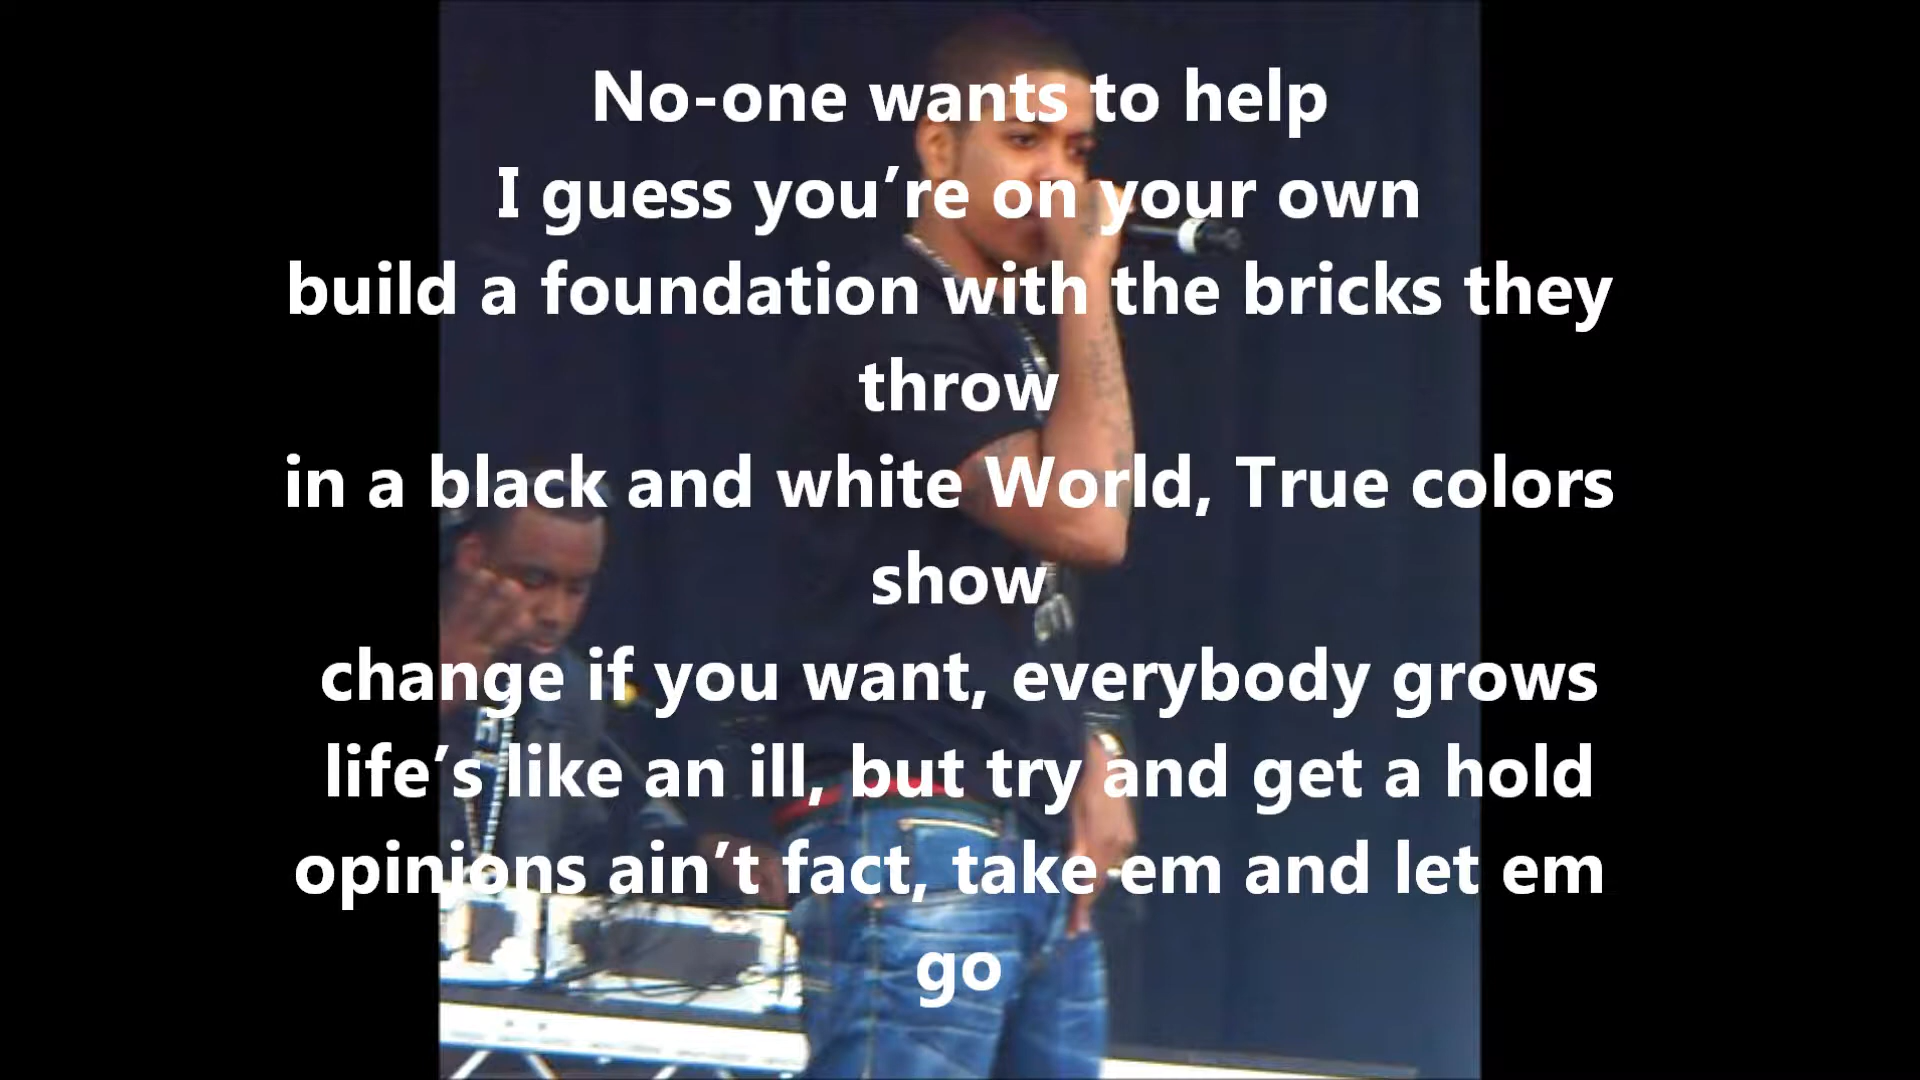 No-one wants to help
I guess you’re on your own
build a foundation with the bricks they
throw
in a black and white World, True colors
show
change if you want, everybody grows
life’s like an ill, but try and get a hold
opinions ain’t fact, take em and let em
go